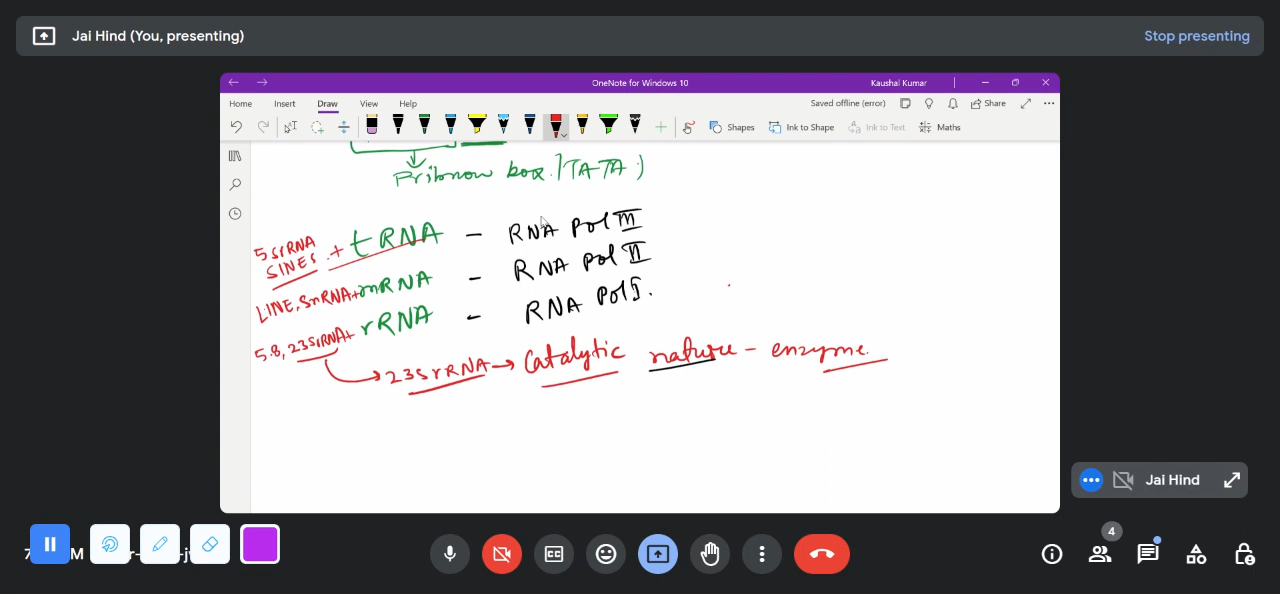 Jai Hind (You, presenting)
Stop presenting
OneNote for Windows 10
Kaushal Kumar
Home Insert Draw View Help
Saved offline (error)
Share
Shapes
Ink to Shape
Ink to Text
Maths
Pribnow box. (TATA)
5srRNA
SINES + tRNA – RNA Pol III
LINE, SnRNA + mRNA – RNA Pol II
5.8, 23srRNA + rRNA – RNA Pol I.
23srRNA → Catalytic nature – enzyme.
Jai Hind
4